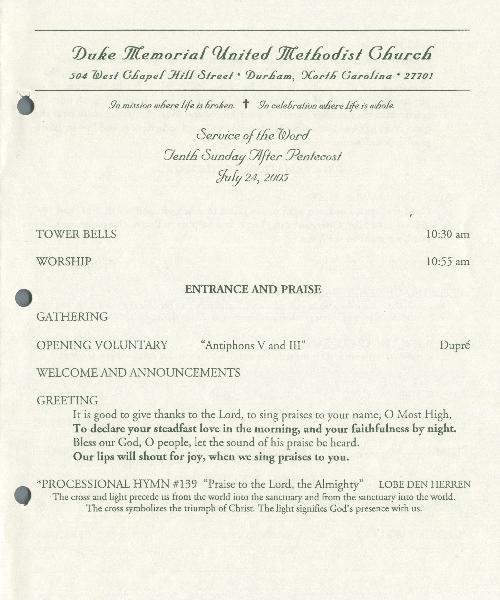 Duke Memorial United Methodist Church
504 West Chapel Hill Street • Durham, North Carolina • 27701
In mission where life is broken. ✝ In celebration where life is whole.
Service of the Word
Tenth Sunday After Pentecost
July 24, 2005
TOWER BELLS 10:30 am
WORSHIP 10:55 am
ENTRANCE AND PRAISE
GATHERING
OPENING VOLUNTARY "Antiphons V and III" Dupré
WELCOME AND ANNOUNCEMENTS
GREETING
It is good to give thanks to the Lord, to sing praises to your name, O Most High,
To declare your steadfast love in the morning, and your faithfulness by night.
Bless our God, O people, let the sound of his praise be heard.
Our lips will shout for joy, when we sing praises to you.
*PROCESSIONAL HYMN #139 "Praise to the Lord, the Almighty" LOBE DEN HERREN
The cross and light precede us from the world into the sanctuary and from the sanctuary into the world.
The cross symbolizes the triumph of Christ. The light signifies God's presence with us.